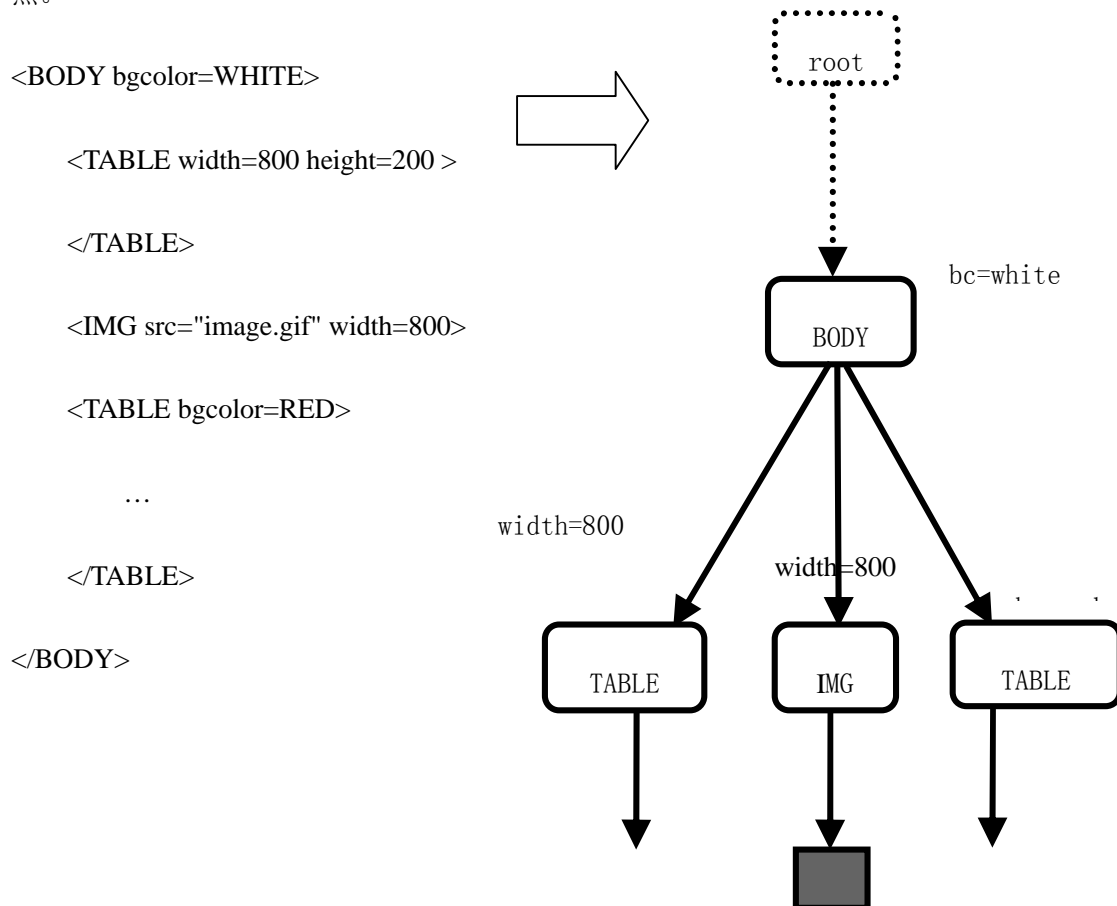 <BODY bgcolor=WHITE>
<TABLE width=800 height=200 >
</TABLE>
<IMG src="image.gif" width=800>
<TABLE bgcolor=RED>
…
</TABLE>
</BODY>
root
bc=white
BODY
width=800
width=800
TABLE
IMG
TABLE